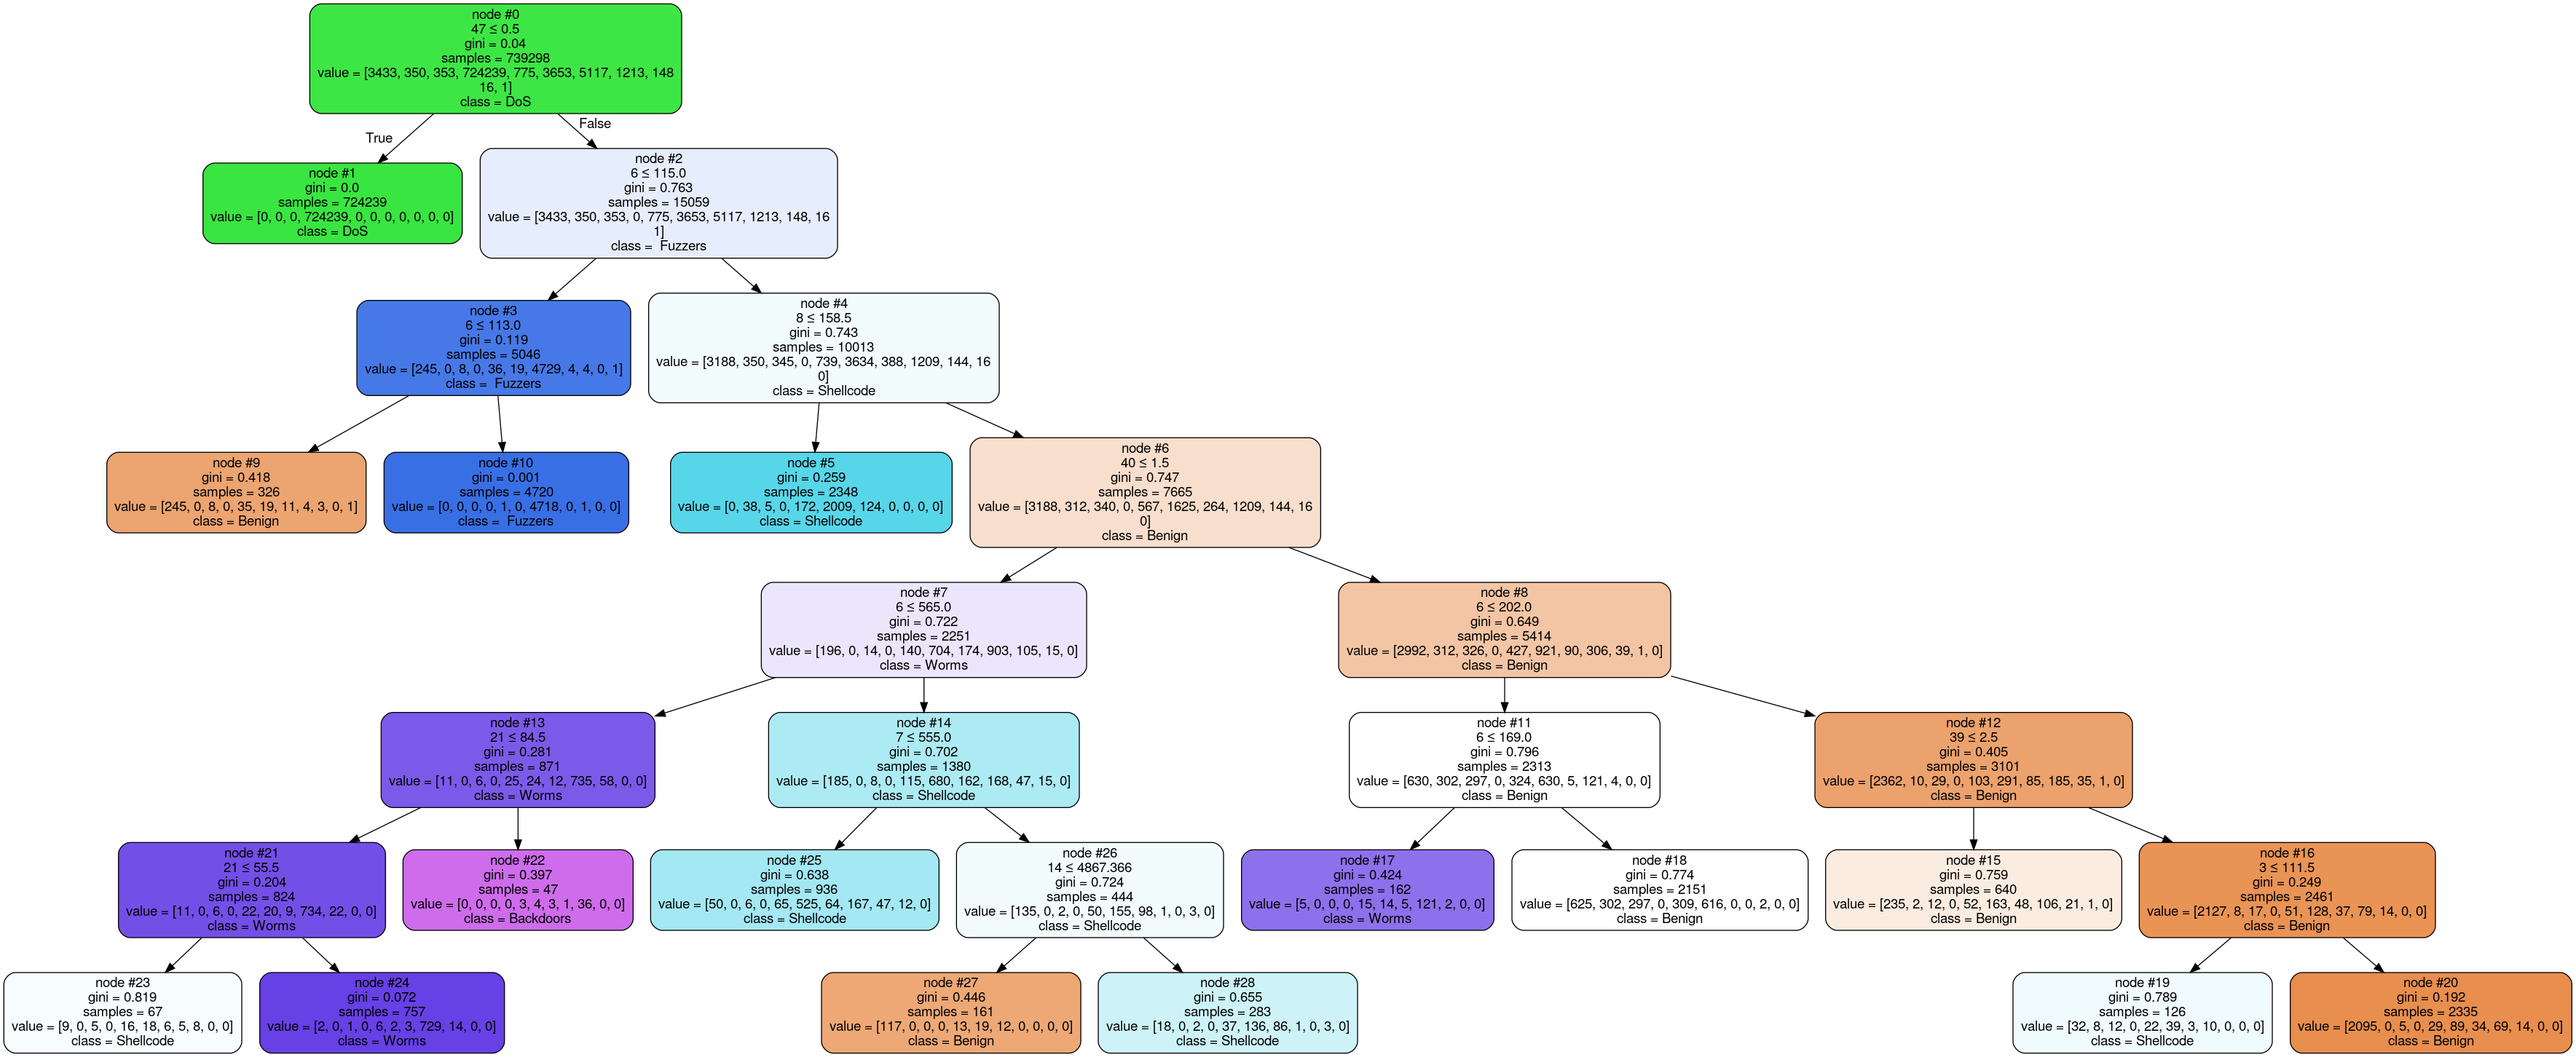 node #0
47 ≤ 0.5
gini = 0.04
samples = 739298
value = [3433, 350, 353, 724239, 775, 3653, 5117, 1213, 148
16, 1]
class = DoS
True
False
node #1
gini = 0.0
samples = 724239
value = [0, 0, 0, 724239, 0, 0, 0, 0, 0, 0, 0]
class = DoS
node #2
6 ≤ 115.0
gini = 0.763
samples = 15059
value = [3433, 350, 353, 0, 775, 3653, 5117, 1213, 148, 16
1]
class =  Fuzzers
node #3
6 ≤ 113.0
gini = 0.119
samples = 5046
value = [245, 0, 8, 0, 36, 19, 4729, 4, 4, 0, 1]
class =  Fuzzers
node #4
8 ≤ 158.5
gini = 0.743
samples = 10013
value = [3188, 350, 345, 0, 739, 3634, 388, 1209, 144, 16
0]
class = Shellcode
node #9
gini = 0.418
samples = 326
value = [245, 0, 8, 0, 35, 19, 11, 4, 3, 0, 1]
class = Benign
node #10
gini = 0.001
samples = 4720
value = [0, 0, 0, 0, 1, 0, 4718, 0, 1, 0, 0]
class =  Fuzzers
node #5
gini = 0.259
samples = 2348
value = [0, 38, 5, 0, 172, 2009, 124, 0, 0, 0, 0]
class = Shellcode
node #6
40 ≤ 1.5
gini = 0.747
samples = 7665
value = [3188, 312, 340, 0, 567, 1625, 264, 1209, 144, 16
0]
class = Benign
node #7
6 ≤ 565.0
gini = 0.722
samples = 2251
value = [196, 0, 14, 0, 140, 704, 174, 903, 105, 15, 0]
class = Worms
node #8
6 ≤ 202.0
gini = 0.649
samples = 5414
value = [2992, 312, 326, 0, 427, 921, 90, 306, 39, 1, 0]
class = Benign
node #13
21 ≤ 84.5
gini = 0.281
samples = 871
value = [11, 0, 6, 0, 25, 24, 12, 735, 58, 0, 0]
class = Worms
node #14
7 ≤ 555.0
gini = 0.702
samples = 1380
value = [185, 0, 8, 0, 115, 680, 162, 168, 47, 15, 0]
class = Shellcode
node #11
6 ≤ 169.0
gini = 0.796
samples = 2313
value = [630, 302, 297, 0, 324, 630, 5, 121, 4, 0, 0]
class = Benign
node #12
39 ≤ 2.5
gini = 0.405
samples = 3101
value = [2362, 10, 29, 0, 103, 291, 85, 185, 35, 1, 0]
class = Benign
node #21
21 ≤ 55.5
gini = 0.204
samples = 824
value = [11, 0, 6, 0, 22, 20, 9, 734, 22, 0, 0]
class = Worms
node #22
gini = 0.397
samples = 47
value = [0, 0, 0, 0, 3, 4, 3, 1, 36, 0, 0]
class = Backdoors
node #25
gini = 0.638
samples = 936
value = [50, 0, 6, 0, 65, 525, 64, 167, 47, 12, 0]
class = Shellcode
node #26
14 ≤ 4867.366
gini = 0.724
samples = 444
value = [135, 0, 2, 0, 50, 155, 98, 1, 0, 3, 0]
class = Shellcode
node #17
gini = 0.424
samples = 162
value = [5, 0, 0, 0, 15, 14, 5, 121, 2, 0, 0]
class = Worms
node #18
gini = 0.774
samples = 2151
value = [625, 302, 297, 0, 309, 616, 0, 0, 2, 0, 0]
class = Benign
node #15
gini = 0.759
samples = 640
value = [235, 2, 12, 0, 52, 163, 48, 106, 21, 1, 0]
class = Benign
node #16
3 ≤ 111.5
gini = 0.249
samples = 2461
value = [2127, 8, 17, 0, 51, 128, 37, 79, 14, 0, 0]
class = Benign
node #23
gini = 0.819
samples = 67
value = [9, 0, 5, 0, 16, 18, 6, 5, 8, 0, 0]
class = Shellcode
node #24
gini = 0.072
samples = 757
value = [2, 0, 1, 0, 6, 2, 3, 729, 14, 0, 0]
class = Worms
node #27
gini = 0.446
samples = 161
value = [117, 0, 0, 0, 13, 19, 12, 0, 0, 0, 0]
class = Benign
node #28
gini = 0.655
samples = 283
value = [18, 0, 2, 0, 37, 136, 86, 1, 0, 3, 0]
class = Shellcode
node #19
gini = 0.789
samples = 126
value = [32, 8, 12, 0, 22, 39, 3, 10, 0, 0, 0]
class = Shellcode
node #20
gini = 0.192
samples = 2335
value = [2095, 0, 5, 0, 29, 89, 34, 69, 14, 0, 0]
class = Benign